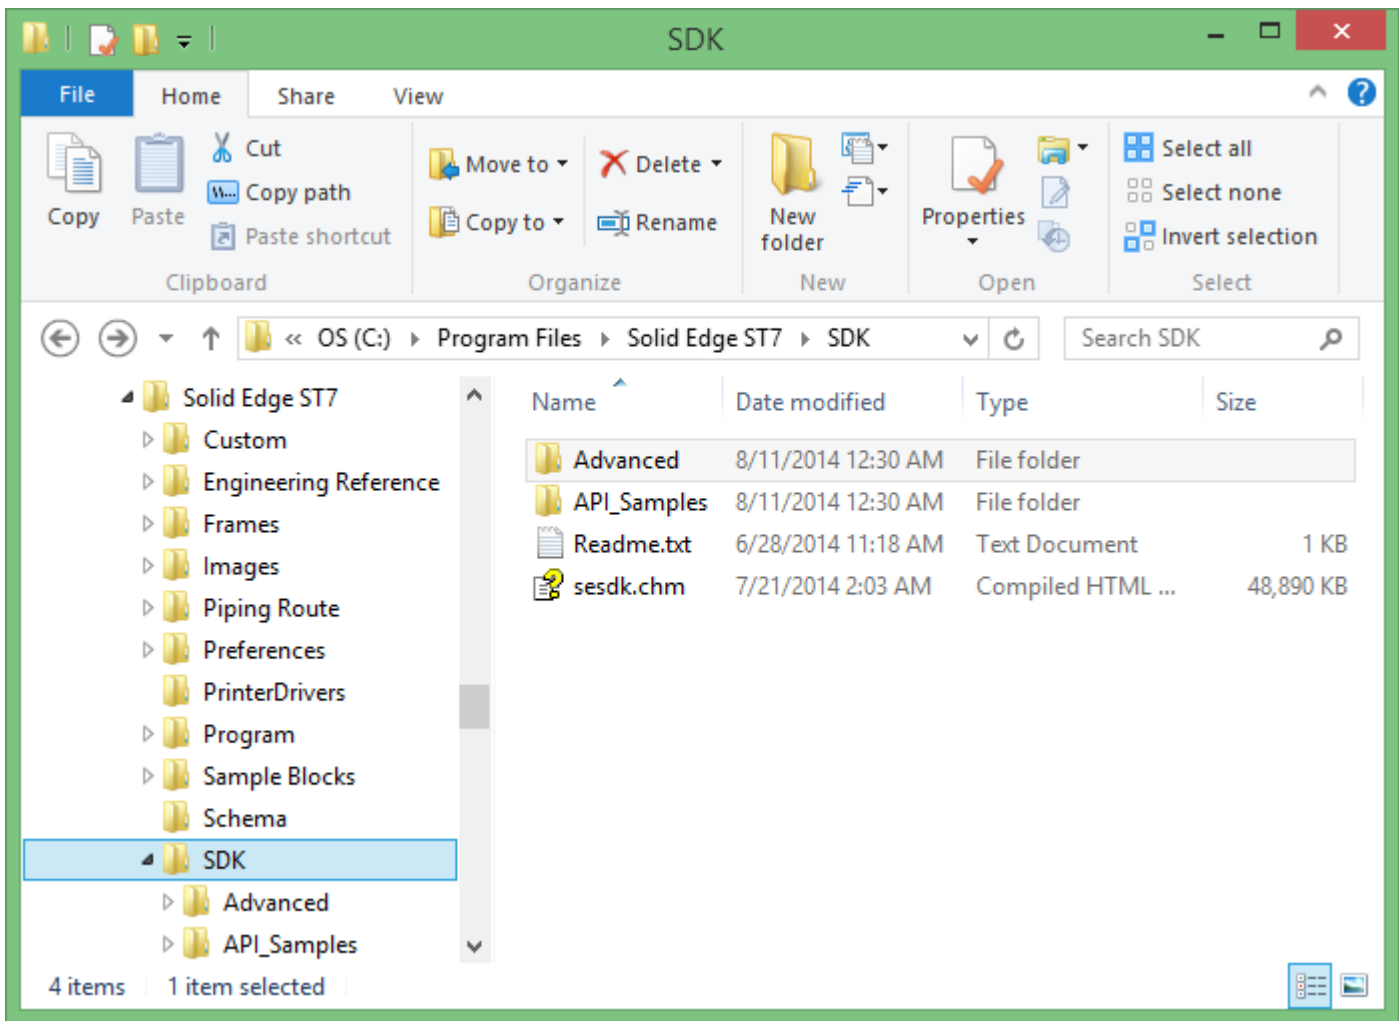 SDK
File Home Share View
Copy
Paste
Cut
Copy path
Paste shortcut
Clipboard
Move to
Copy to
Delete
Rename
Organize
New folder
New
Properties
Open
Select all
Select none
Invert selection
Select
« OS (C:) Program Files Solid Edge ST7 SDK
Search SDK
Solid Edge ST7
Custom
Engineering Reference
Frames
Images
Piping Route
Preferences
PrinterDrivers
Program
Sample Blocks
Schema
SDK
Advanced
API_Samples
Name Date modified Type Size
Advanced 8/11/2014 12:30 AM File folder
API_Samples 8/11/2014 12:30 AM File folder
Readme.txt 6/28/2014 11:18 AM Text Document 1 KB
sesdk.chm 7/21/2014 2:03 AM Compiled HTML ... 48,890 KB
4 items 1 item selected